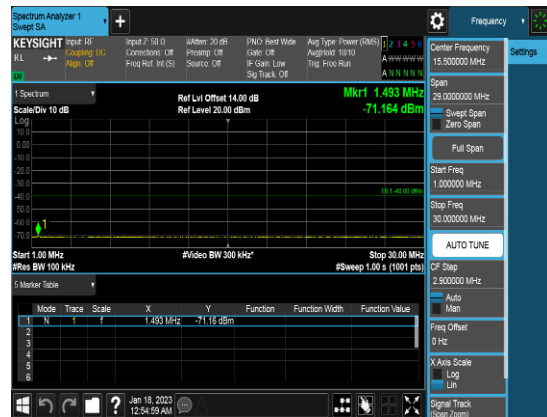 Spectrum Analyzer 1
Swept SA
+
Frequency
KEYSIGHT
RL
LM
Input: RF
Coupling: DC
Align: Off
Input Z: 50 Ω
Corrections: Off
Freq Ref: Int (S)
#Atten: 20 dB
Preamp: Off
Source: Off
PNO: Best Wide
Gate: Off
IF Gain: Low
Sig Track: Off
Avg Type: Power (RMS)
Avg|Hold: 10/10
Trig: Free Run
1 2 3 4 5 6
A W W W W W
A N N N N N
1 Spectrum
Scale/Div 10 dB
Log
Ref Lvl Offset 14.00 dB
Ref Level 20.00 dBm
Mkr1 1.493 MHz
-71.164 dBm
10.0
0.00
-10.0
-20.0
-30.0
-40.0
-50.0
-60.0
-70.0
DL1 -40.00 dBm
1
Start 1.00 MHz
#Res BW 100 kHz
#Video BW 300 kHz*
Stop 30.00 MHz
#Sweep 1.00 s (1001 pts)
5 Marker Table
Mode Trace Scale X Y Function Function Width Function Value
1 N 1 f 1.493 MHz -71.16 dBm
2
3
4
5
6
Center Frequency
15.500000 MHz
Settings
Span
29.0000000 MHz
Swept Span
Zero Span
Full Span
Start Freq
1.000000 MHz
Stop Freq
30.000000 MHz
AUTO TUNE
CF Step
2.900000 MHz
Auto
Man
Freq Offset
0 Hz
X Axis Scale
Log
Lin
Signal Track
(Span Zoom)
?
Jan 18, 2023
12:54:59 AM